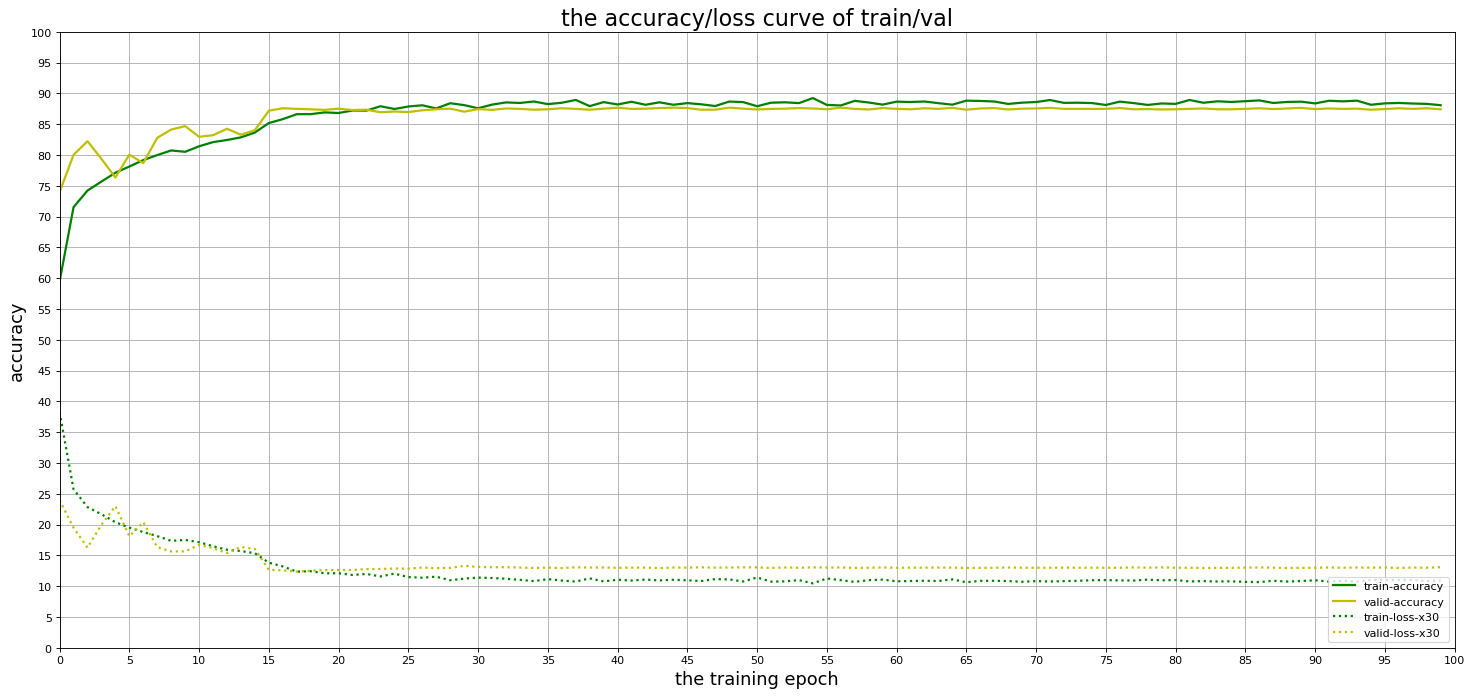 the accuracy/loss curve of train/val
100
95
90
85
80
75
70
65
60
55
50
45
40
35
30
25
20
15
10
5
0
accuracy
train-accuracy
valid-accuracy
train-loss-x30
valid-loss-x30
0 5 10 15 20 25 30 35 40 45 50 55 60 65 70 75 80 85 90 95 100
the training epoch